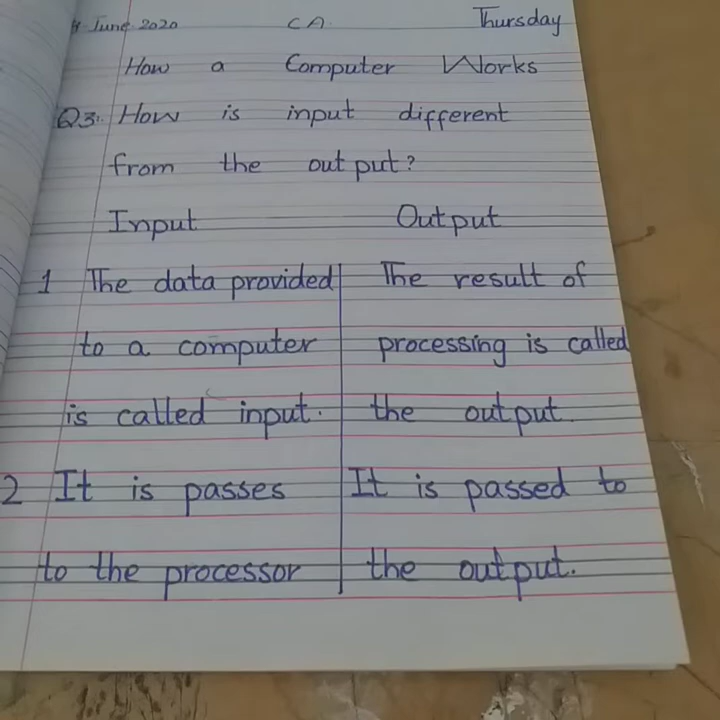 June 2020 CA. Thursday
How a Computer Works
Q3. How is input different
from the output?
Input Output
1 The data provided The result of
to a computer processing is called
is called input. the output.
2 It is passes It is passed to
to the processor the output.